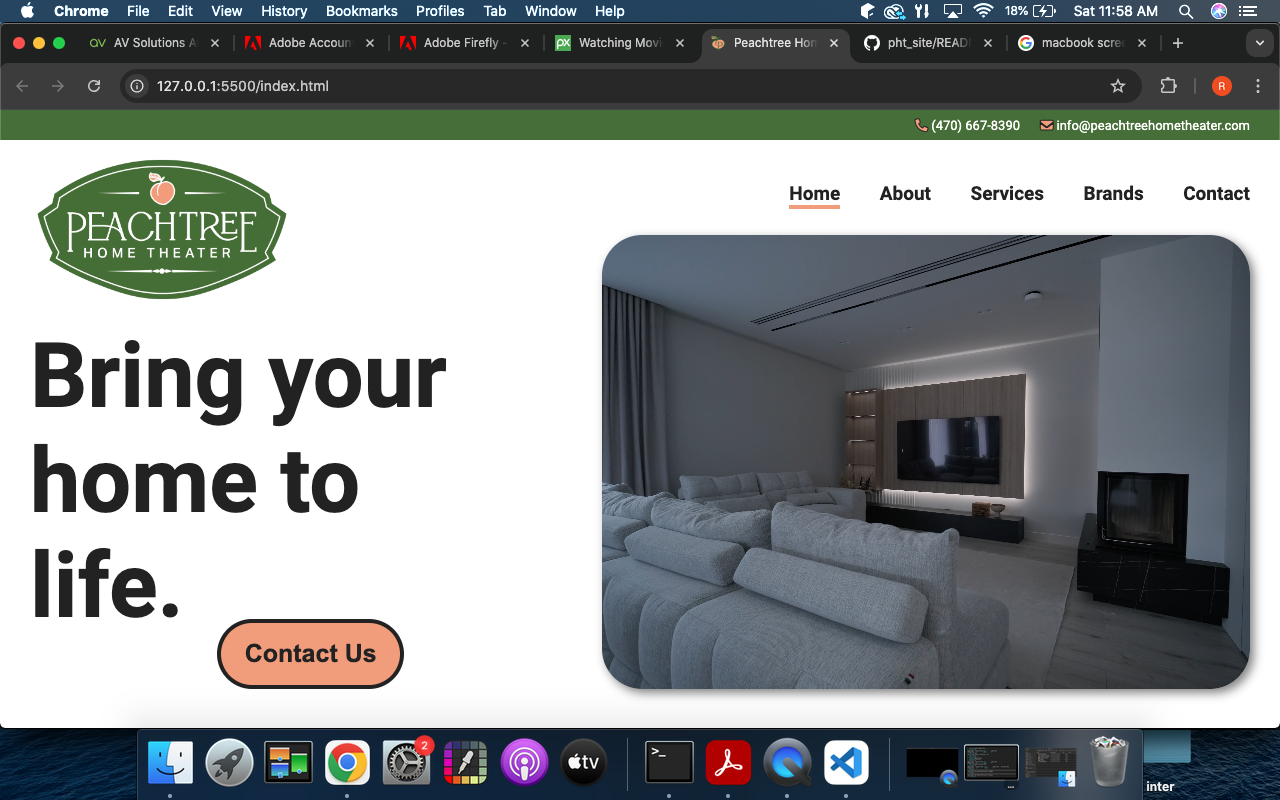 Chrome File Edit View History Bookmarks Profiles Tab Window Help 18% Sat 11:58 AM
AV Solutions A Adobe Accoun Adobe Firefly - Watching Movi Peachtree Hom pht_site/READ macbook scre
127.0.0.1:5500/index.html R
(470) 667-8390 info@peachtreehometheater.com
PEACHTREE
HOME THEATER
Home About Services Brands Contact
Bring your
home to
life.
Contact Us
2
tv
>_
inter